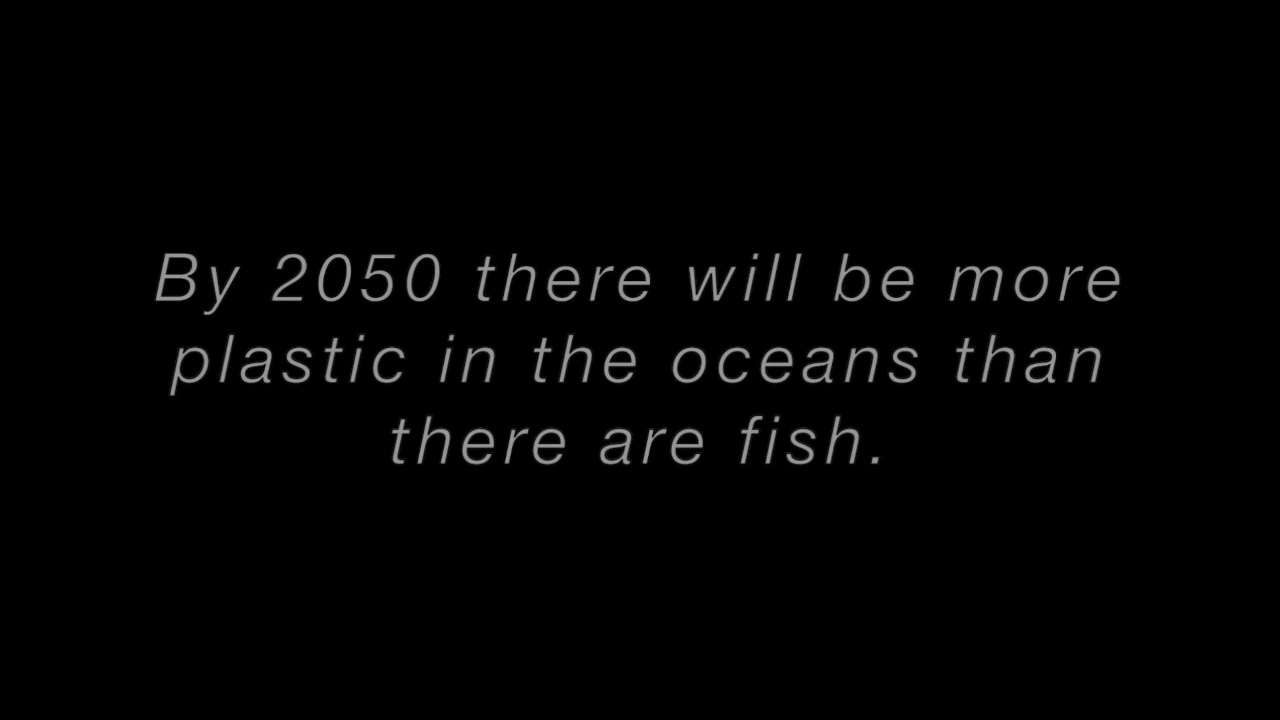 By 2050 there will be more
plastic in the oceans than
there are fish.